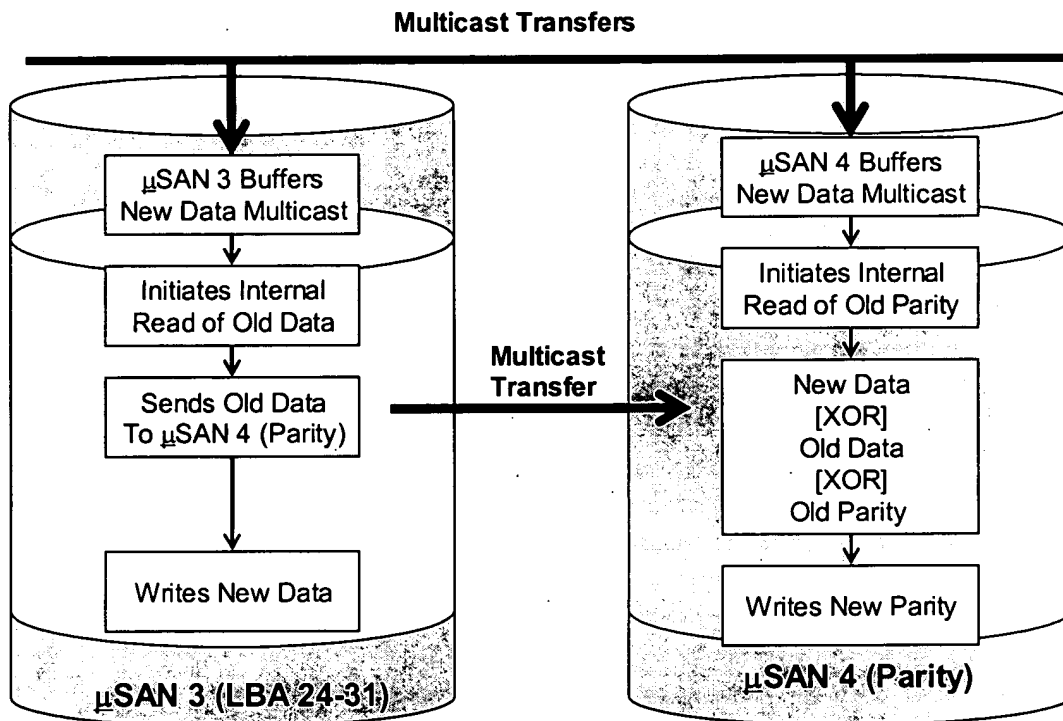 Multicast Transfers
µSAN 3 Buffers
New Data Multicast
Initiates Internal
Read of Old Data
Sends Old Data
To µSAN 4 (Parity)
Writes New Data
µSAN 3 (LBA 24-31)
Multicast
Transfer
µSAN 4 Buffers
New Data Multicast
Initiates Internal
Read of Old Parity
New Data
[XOR]
Old Data
[XOR]
Old Parity
Writes New Parity
µSAN 4 (Parity)